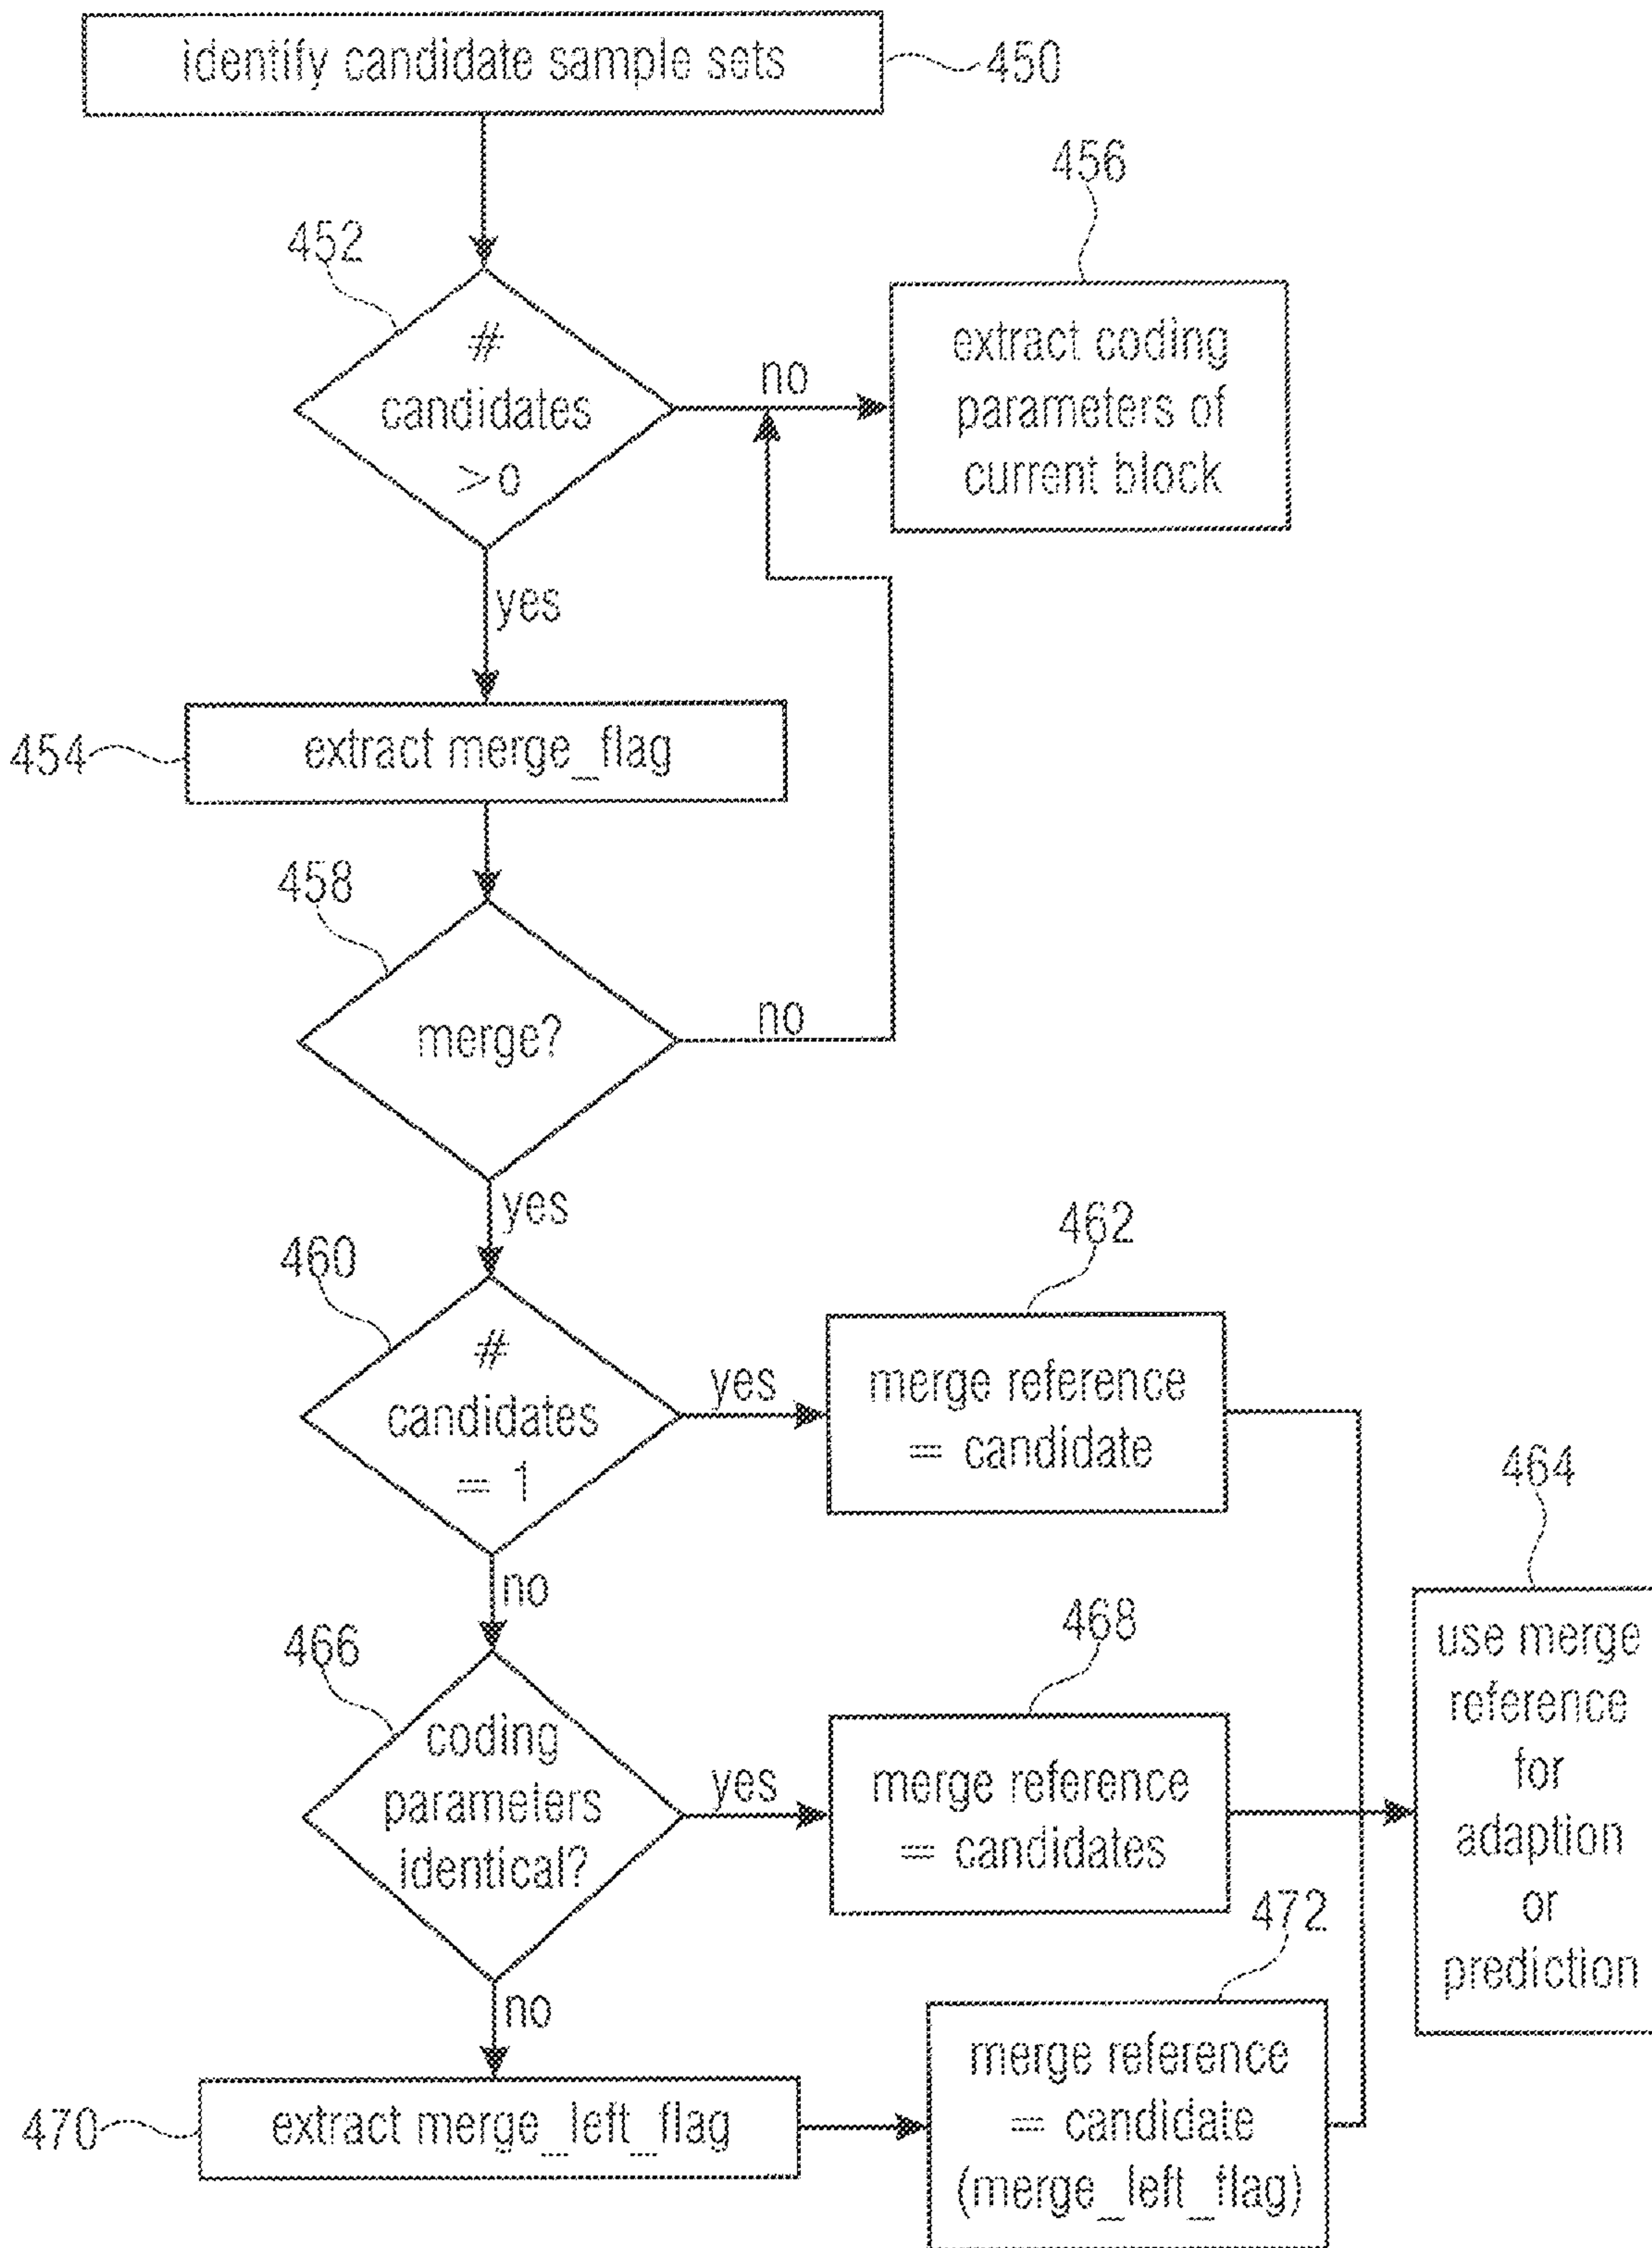 identify candidate sample sets
450
456
452
#
candidates
>o
no
extract coding
parameters of
current block
yes
454
extract merge_flag
458
merge?
no
yes
460
462
#
candidates
= 1
yes
merge reference
= candidate
464
no
466
468
coding
parameters
identical?
yes
merge reference
= candidates
use merge
reference
for
adaption
or
prediction
472
no
470
extract merge_left_flag
merge reference
= candidate
(merge_left_flag)